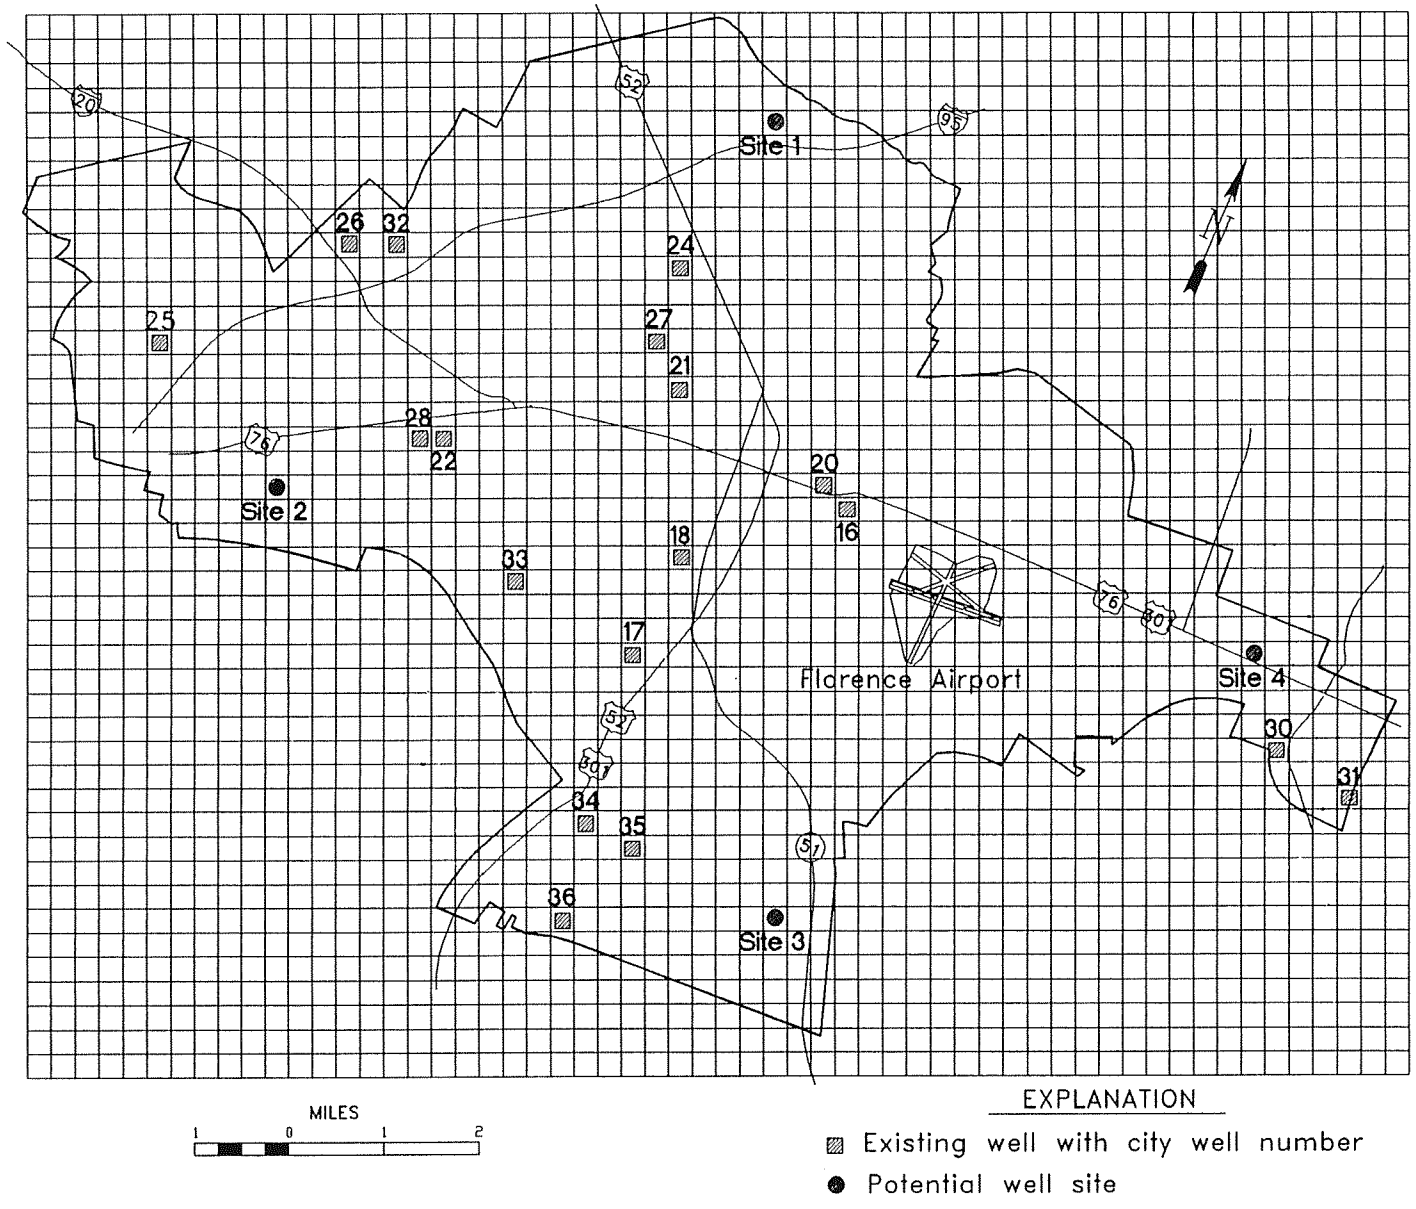 52
20
95
Site 1
N
26 32
24
25
27
21
28
76
22
20
Site 2
16
18
33
76
301
17
Florence Airport
Site 4
52
30
301
31
34
35
51
36
Site 3
EXPLANATION
MILES
1 0 1 2
Existing well with city well number
Potential well site